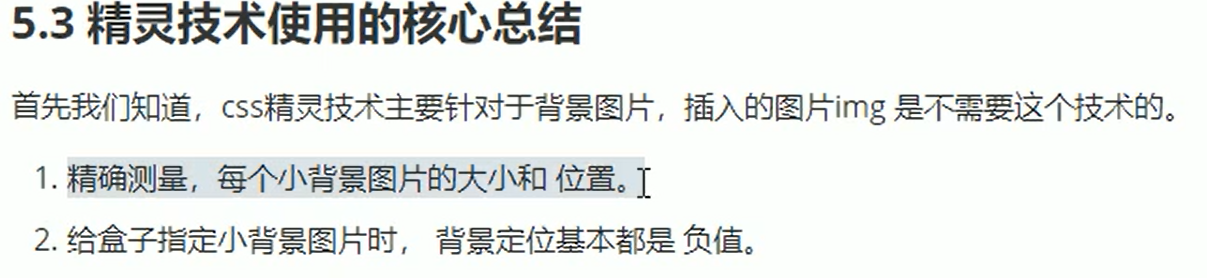 5.3 精灵技术使用的核心总结
首先我们知道，css精灵技术主要针对于背景图片，插入的图片img 是不需要这个技术的。
1. 精确测量，每个小背景图片的大小和 位置。
2. 给盒子指定小背景图片时， 背景定位基本都是 负值。